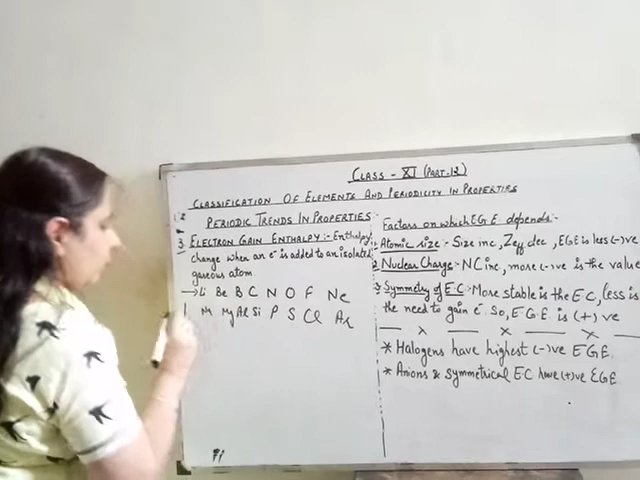 CLASS - XI (PART-12)
CLASSIFICATION OF ELEMENTS AND PERIODICITY IN PROPERTIES
PERIODIC TRENDS IN PROPERTIES:-
3 ELECTRON GAIN ENTHALPY:- Enthalpy
change when an e⁻ is added to an isolated
gaseous atom
→ Li Be B C N O F Ne
Mg Al Si P S Cl Ar
Factors on which E.G.E. depends:-
Atomic size:- Size inc, Zeff dec, EGE is less (-) ve
Nuclear Charge:- NC inc, more (-) ve is the value
3 Symmetry of E.C:- More stable is the E.C, less is
the need to gain e⁻. So, E.G.E. is (+) ve
— x — x — x —
* Halogens have highest (-)ve E.G.E.
* Anions & symmetrical E.C have (+)ve E.G.E.